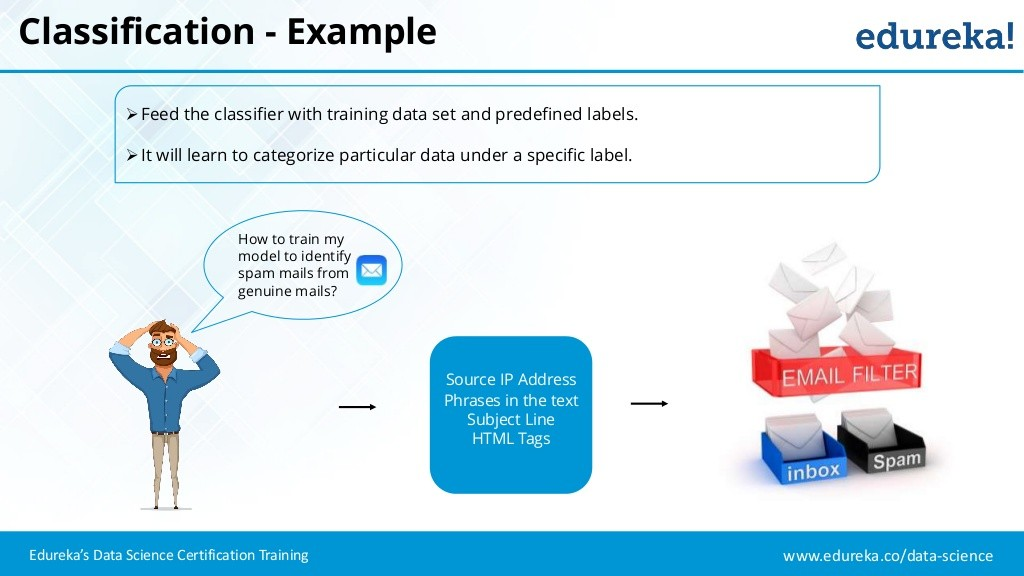 Classification - Example
edureka!
➢Feed the classifier with training data set and predefined labels.
➢It will learn to categorize particular data under a specific label.
How to train my
model to identify
spam mails from
genuine mails?
Source IP Address
Phrases in the text
Subject Line
HTML Tags
EMAIL FILTER
inbox
Spam
Edureka’s Data Science Certification Training
www.edureka.co/data-science